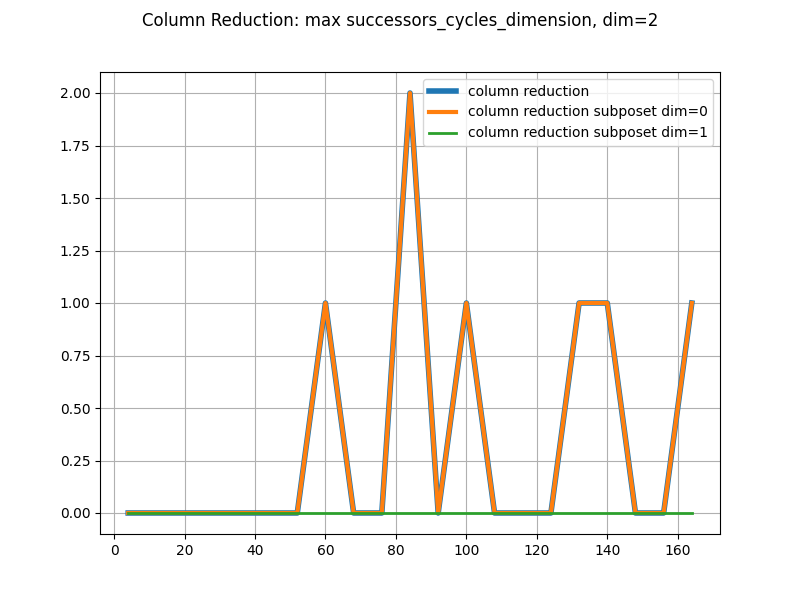 Column Reduction: max successors_cycles_dimension, dim=2
column reduction
column reduction subposet dim=0
column reduction subposet dim=1
2.00
1.75
1.50
1.25
1.00
0.75
0.50
0.25
0.00
0 20 40 60 80 100 120 140 160